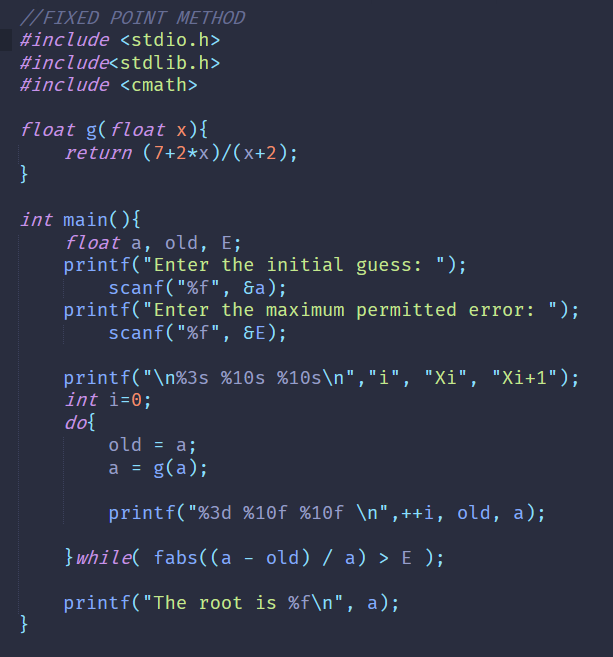 //FIXED POINT METHOD
#include <stdio.h>
#include<stdlib.h>
#include <cmath>
float g(float x){
return (7+2*x)/(x+2);
}
int main(){
float a, old, E;
printf("Enter the initial guess: ");
scanf("%f", &a);
printf("Enter the maximum permitted error: ");
scanf("%f", &E);
printf("\n%3s %10s %10s\n","i", "Xi", "Xi+1");
int i=0;
do{
old = a;
a = g(a);
printf("%3d %10f %10f \n",++i, old, a);
}while( fabs((a - old) / a) > E );
printf("The root is %f\n", a);
}